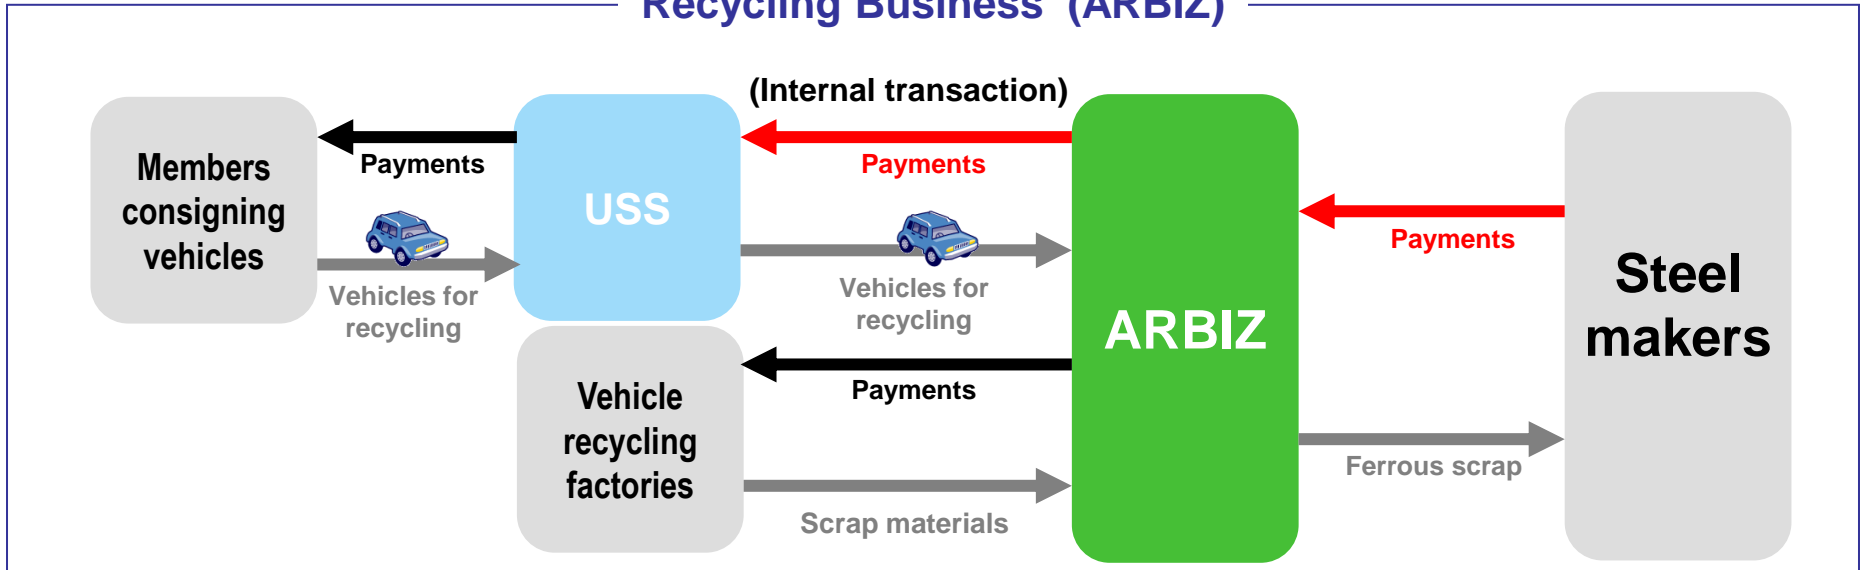 Recycling Business (ARBIZ)
(Internal transaction)
Members
consigning
vehicles
Payments
Vehicles for
recycling
USS
Payments
Vehicles for
recycling
Vehicle
recycling
factories
Payments
Scrap materials
ARBIZ
Payments
Ferrous scrap
Steel
makers